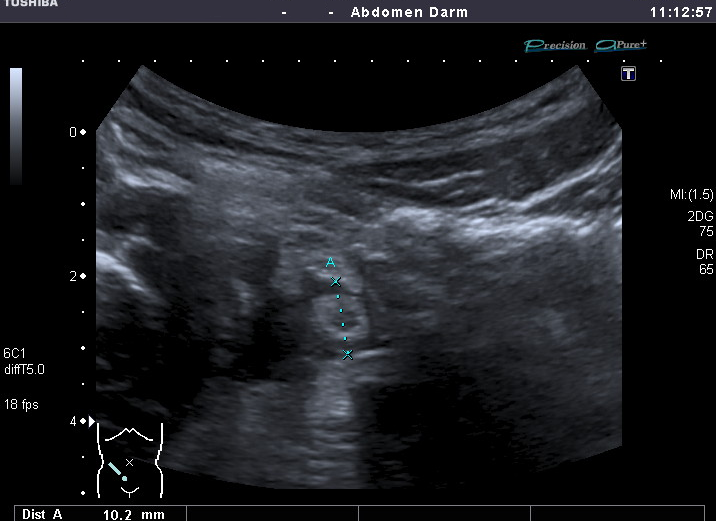 TOSHIBA
- - Abdomen Darm 11:12:57
Precision APure+
T
0
MI:(1.5)
2DG
75
DR
65
A
2
6C1
diffT5.0
18 fps
4
Dist A 10.2 mm